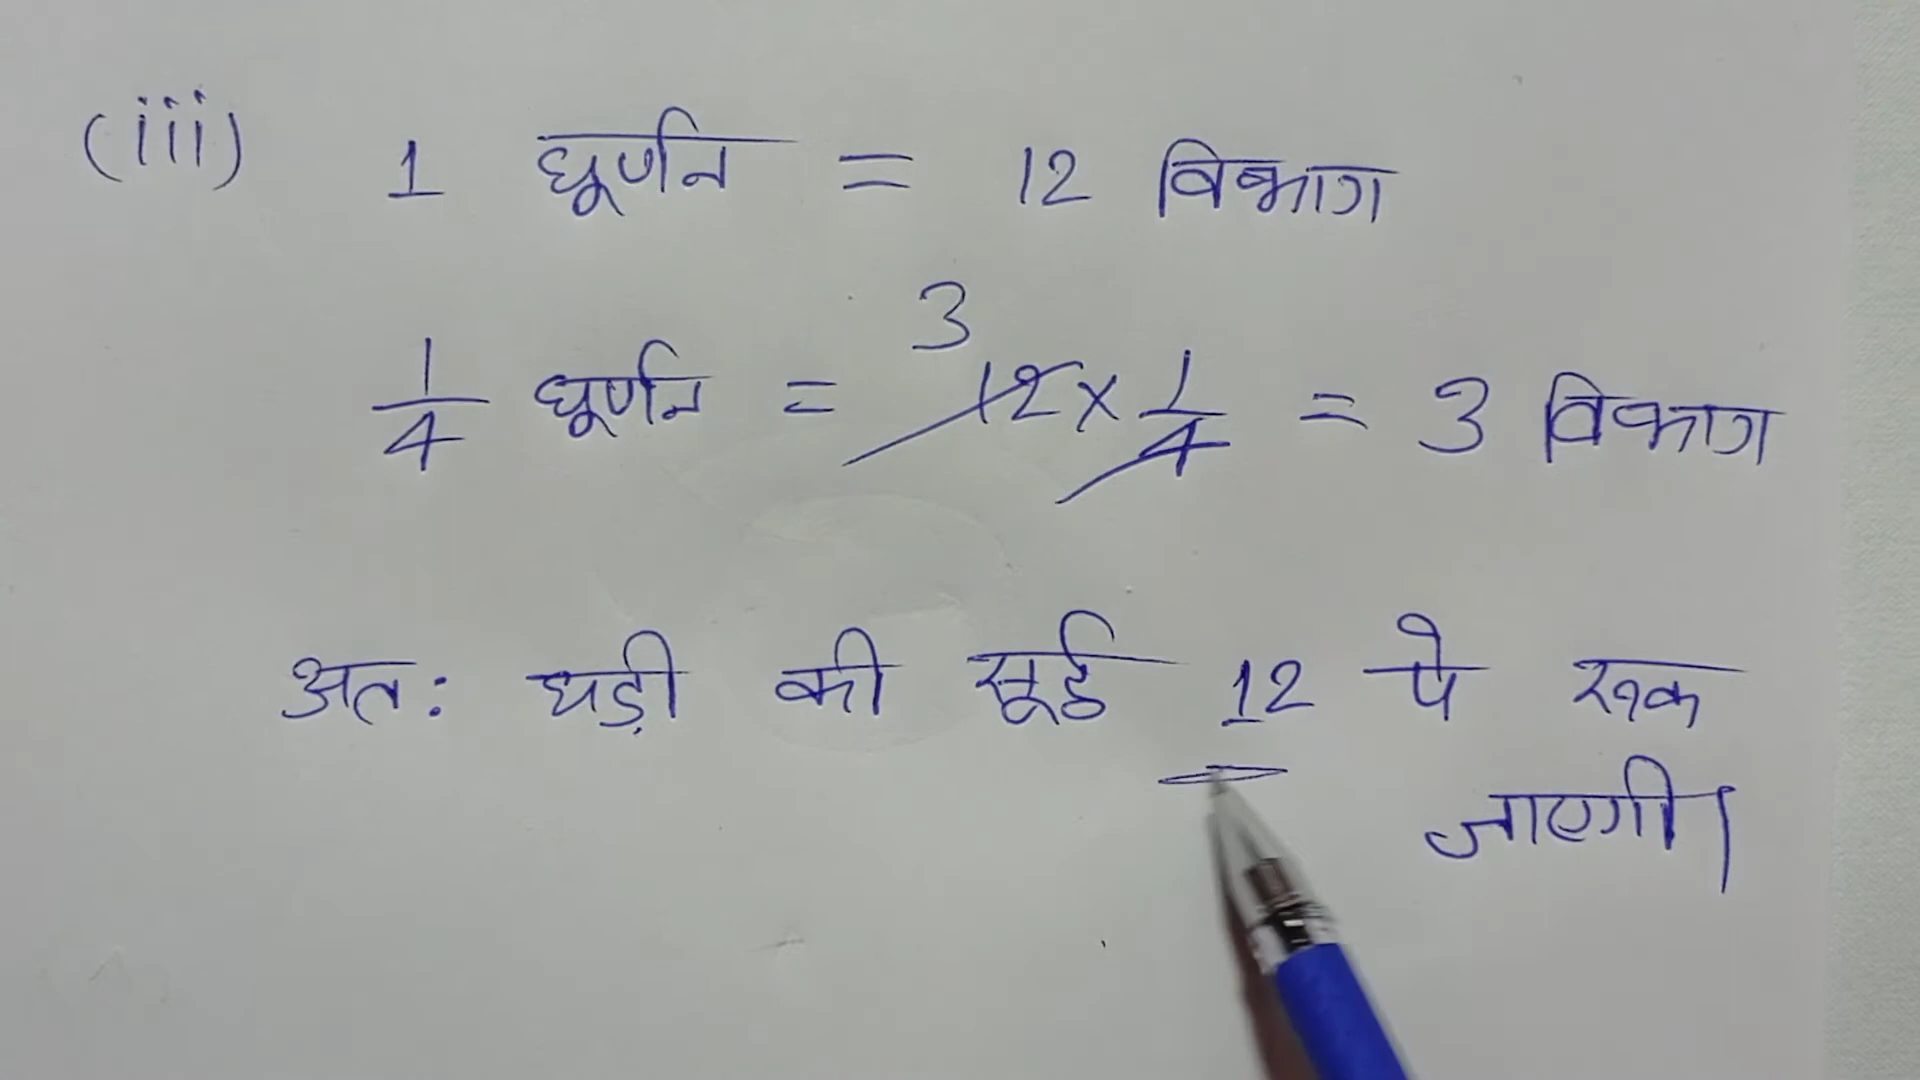 (iii) 1 घूर्णन = 12 विभाग
1/4 घूर्णन = 3 12 × 1/4 = 3 विभाग
अतः घड़ी की सूई 12 पे रुक
जाएगी।